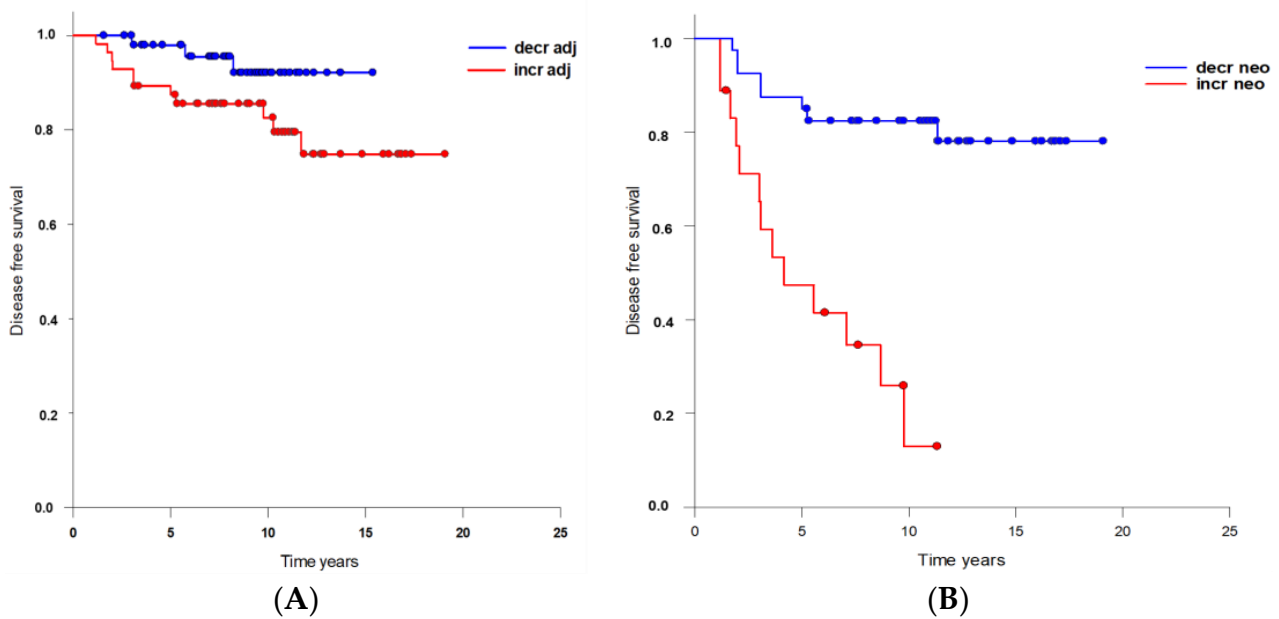 decr adj
incr adj
1.0
0.8
0.6
0.4
0.2
0.0
Disease free survival
0 5 10 15 20 25
Time years
(A)
decr neo
incr neo
1.0
0.8
0.6
0.4
0.2
0.0
Disease free survival
0 5 10 15 20 25
Time years
(B)